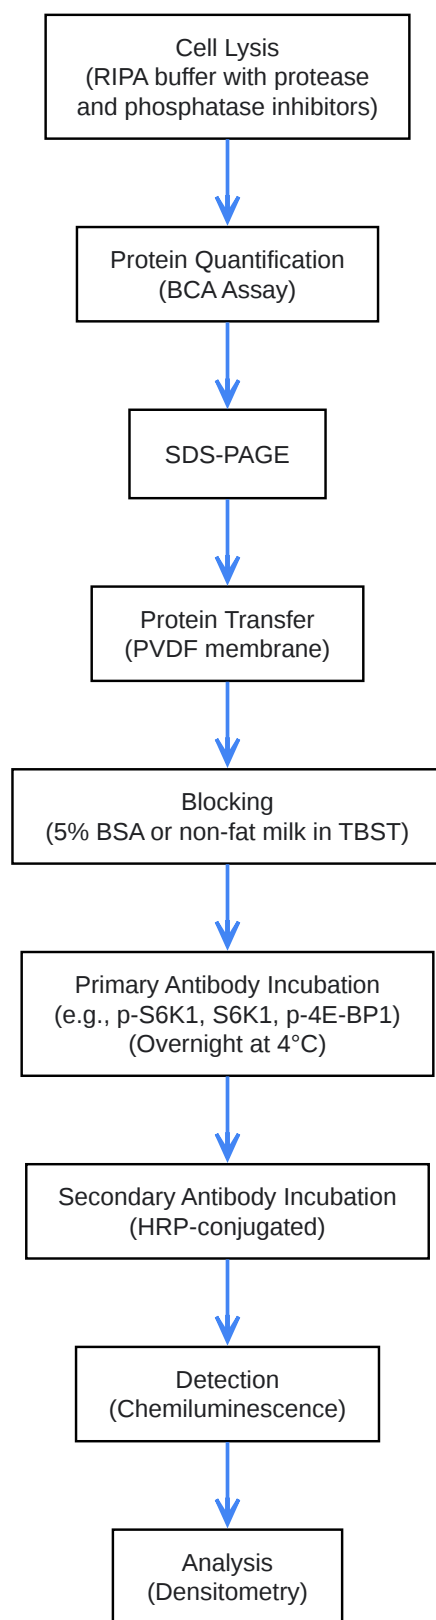 Cell Lysis
(RIPA buffer with protease
and phosphatase inhibitors)
Protein Quantification
(BCA Assay)
SDS-PAGE
Protein Transfer
(PVDF membrane)
Blocking
(5% BSA or non-fat milk in TBST)
Primary Antibody Incubation
(e.g., p-S6K1, S6K1, p-4E-BP1)
(Overnight at 4°C)
Secondary Antibody Incubation
(HRP-conjugated)
Detection
(Chemiluminescence)
Analysis
(Densitometry)